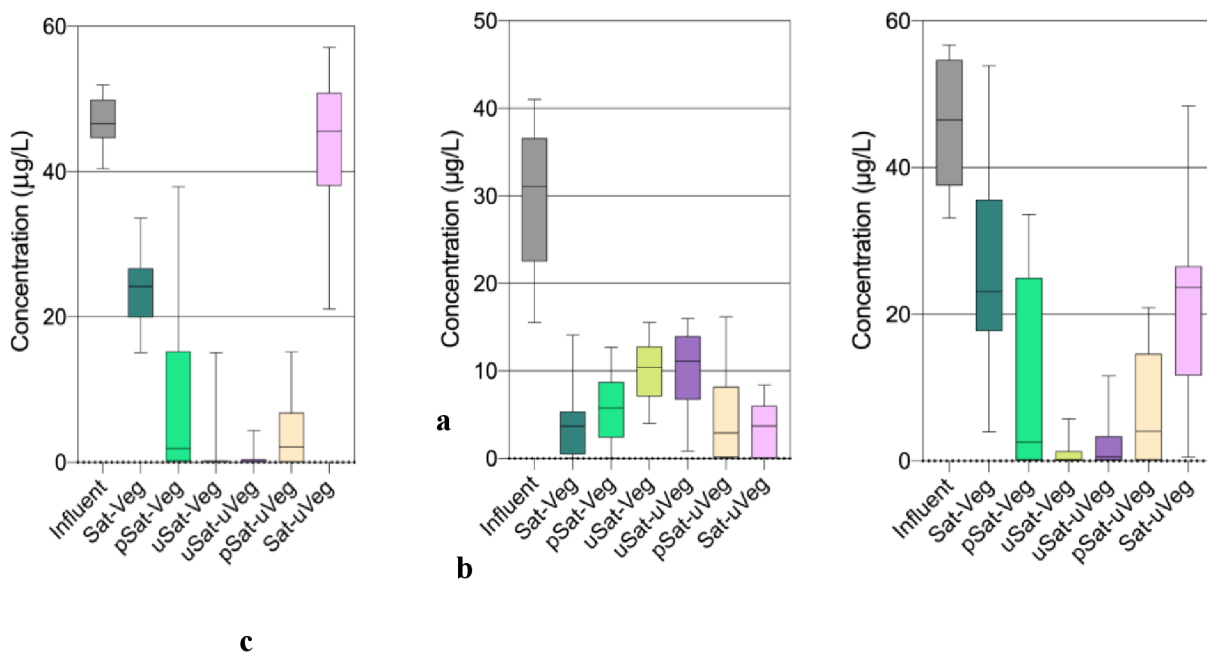 Concentration (µg/L)
60
40
20
0
Influent
Sat-Veg
pSat-Veg
uSat-Veg
uSat-uVeg
pSat-uVeg
Sat-uVeg
Concentration (µg/L)
50
40
30
20
10
0
Influent
Sat-Veg
pSat-Veg
uSat-Veg
uSat-uVeg
pSat-uVeg
Sat-uVeg
Concentration (µg/L)
60
40
20
0
Influent
Sat-Veg
pSat-Veg
uSat-Veg
uSat-uVeg
pSat-uVeg
Sat-uVeg
a
b
c